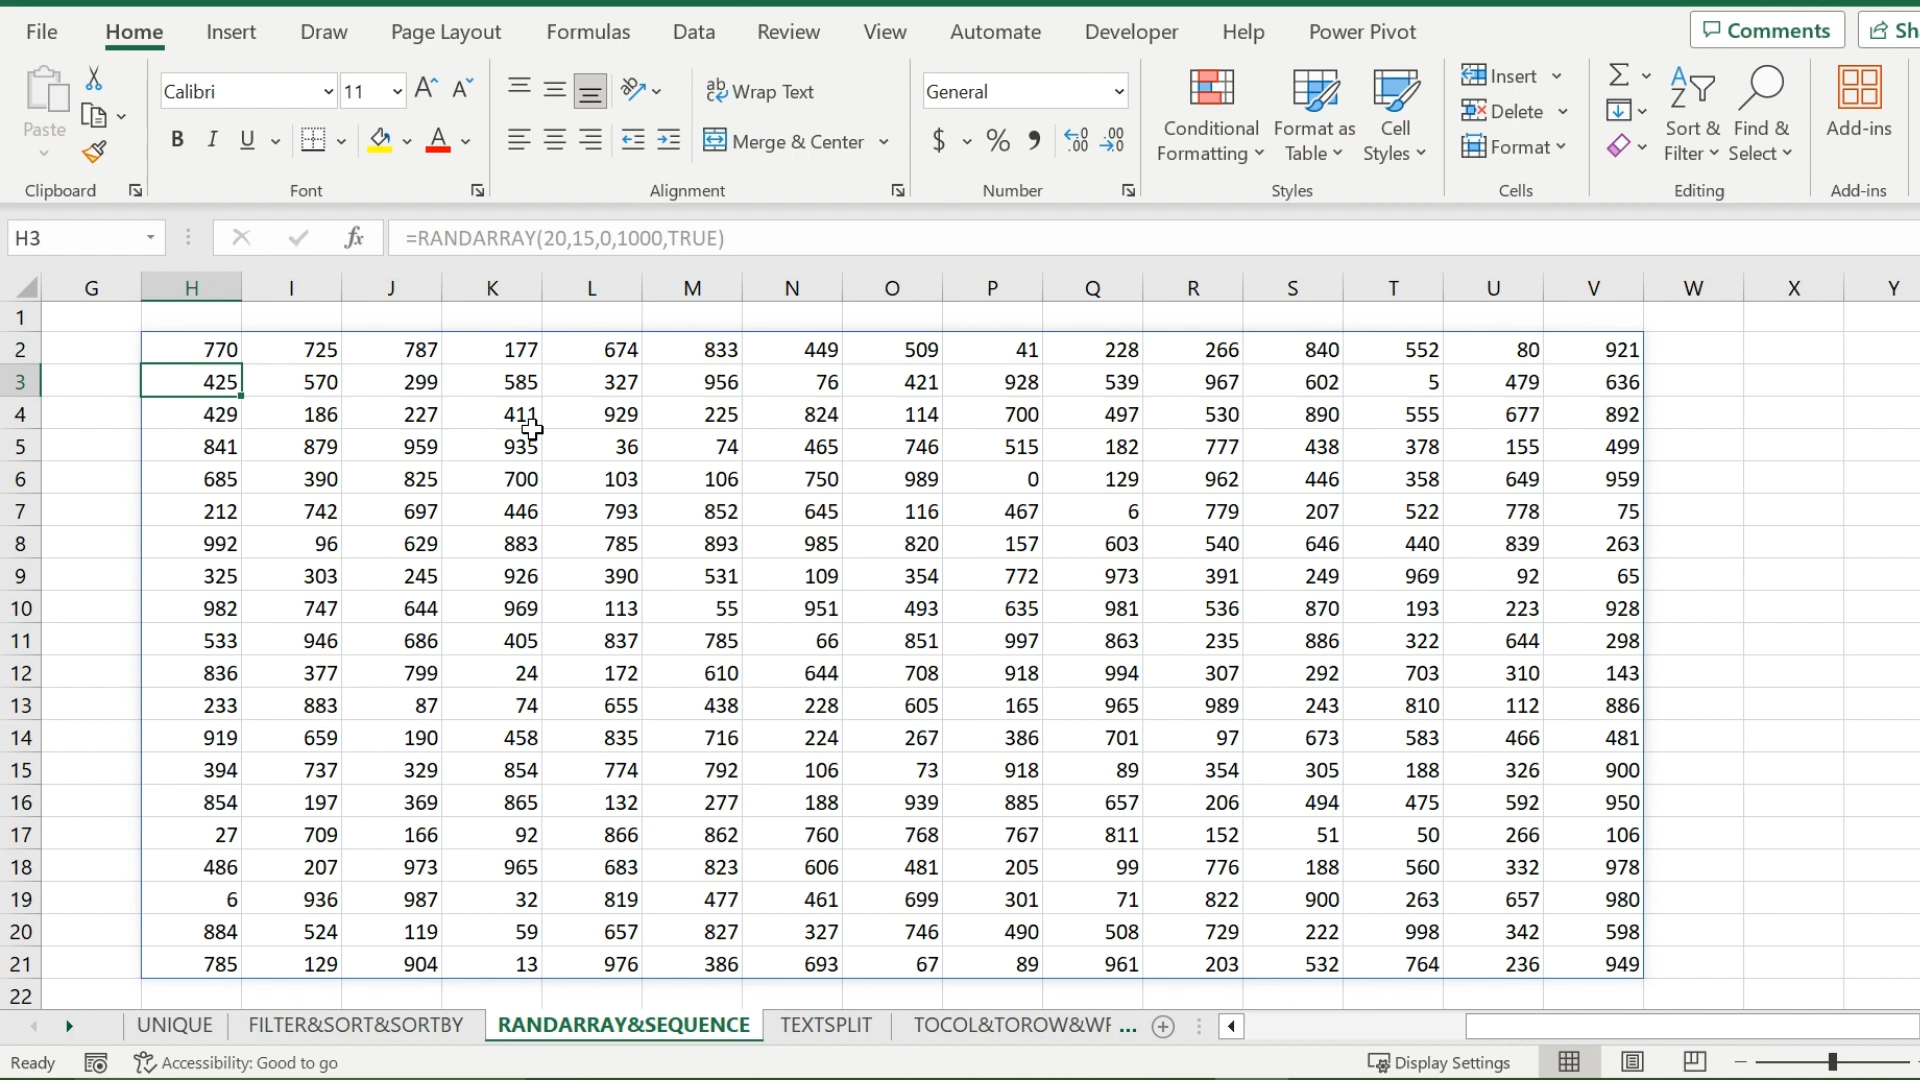 File Home Insert Draw Page Layout Formulas Data Review View Automate Developer Help Power Pivot Comments Sh
Calibri 11 Wrap Text General Insert
Paste Conditional Format as Cell Delete Sort & Find & Add-ins
B I U Merge & Center $ % Formatting Table Styles Format Filter Select
Clipboard Font Alignment Number Styles Cells Editing Add-ins
H3 fx =RANDARRAY(20,15,0,1000,TRUE)
G H I J K L M N O P Q R S T U V W X Y
1
2 770 725 787 177 674 833 449 509 41 228 266 840 552 80 921
3 425 570 299 585 327 956 76 421 928 539 967 602 5 479 636
4 429 186 227 411 929 225 824 114 700 497 530 890 555 677 892
5 841 879 959 935 36 74 465 746 515 182 777 438 378 155 499
6 685 390 825 700 103 106 750 989 0 129 962 446 358 649 959
7 212 742 697 446 793 852 645 116 467 6 779 207 522 778 75
8 992 96 629 883 785 893 985 820 157 603 540 646 440 839 263
9 325 303 245 926 390 531 109 354 772 973 391 249 969 92 65
10 982 747 644 969 113 55 951 493 635 981 536 870 193 223 928
11 533 946 686 405 837 785 66 851 997 863 235 886 322 644 298
12 836 377 799 24 172 610 644 708 918 994 307 292 703 310 143
13 233 883 87 74 655 438 228 605 165 965 989 243 810 112 886
14 919 659 190 458 835 716 224 267 386 701 97 673 583 466 481
15 394 737 329 854 774 792 106 73 918 89 354 305 188 326 900
16 854 197 369 865 132 277 188 939 885 657 206 494 475 592 950
17 27 709 166 92 866 862 760 768 767 811 152 51 50 266 106
18 486 207 973 965 683 823 606 481 205 99 776 188 560 332 978
19 6 936 987 32 819 477 461 699 301 71 822 900 263 657 980
20 884 524 119 59 657 827 327 746 490 508 729 222 998 342 598
21 785 129 904 13 976 386 693 67 89 961 203 532 764 236 949
22
UNIQUE FILTER&SORT&SORTBY RANDARRAY&SEQUENCE TEXTSPLIT TOCOL&TOROW&WF ...
Ready Accessibility: Good to go Display Settings